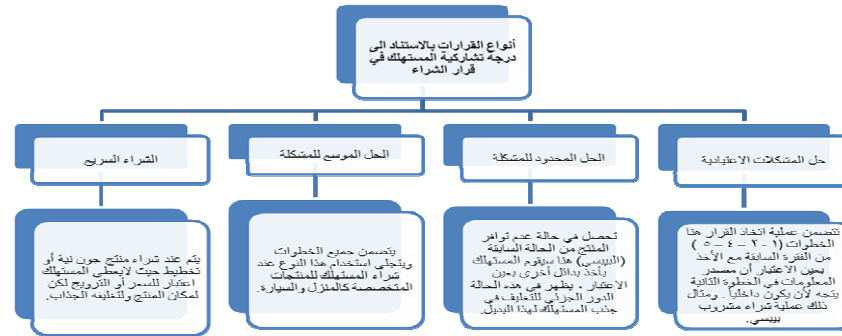 أنواع القرارات بالاستناد الى
درجة تشاركية المستهلك في
قرار الشراء
حل المشكلات الاعتيادية
الحل المحدود للمشكلة
الحل الموسع للمشكلة
الشراء السريع
تتضمن عملية اتخاذ القرار هنا
الخطوات (١ - ٢ – ٤ – ٥ )
من الفقرة السابقة مع الأخذ
بعين الاعتبار أن مصدر
المعلومات في الخطوة الثانية
يتجه لأن يكون داخلياً . ومثال
ذلك عملية شراء مشروب
بيبسي.
تحصل في حالة عدم توافر
المنتج من الحالة السابقة
(البيبسي) هنا سيقوم المستهلك
بأخذ بدائل أخرى بعين
الاعتبار ، يظهر في هذه الحالة
الدور الجزئي للتغليف في
جذب المستهلك لهذا البديل.
يتضمن جميع الخطوات
ويتجلى استخدام هذا النوع عند
شراء المستهلك للمنتجات
المتخصصة كالمنزل والسيارة.
يتم عند شراء منتج دون نية أو
تخطيط حيث لايعطي المستهلك
اعتبار للسعر أو الترويج لكن
لمكان المنتج ولتغليفه الجذاب.